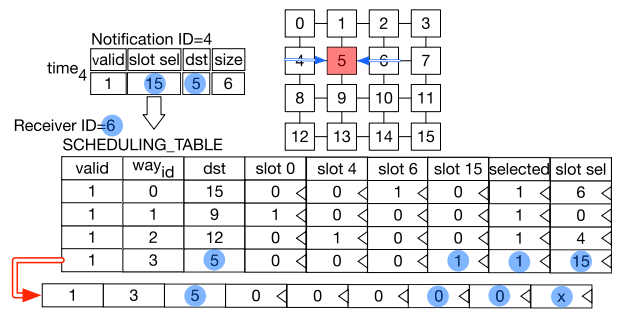 Notification ID=4
valid slot sel dst size
time4
1 15 5 6
0 1 2 3
4 5 6 7
8 9 10 11
12 13 14 15
Receiver ID=6
SCHEDULING_TABLE
valid wayid dst slot 0 slot 4 slot 6 slot 15 selected slot sel
1 0 15 0 0 1 0 1 6
1 1 9 1 0 0 0 1 0
1 2 12 0 1 0 0 1 4
1 3 5 0 0 0 1 1 15
1 3 5 0 0 0 0 0 x